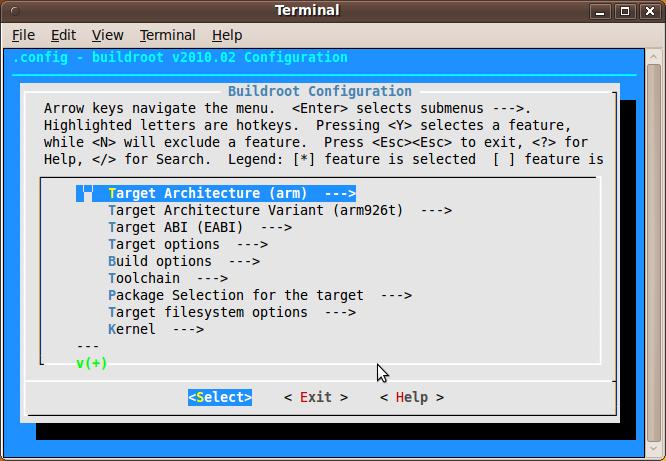 Terminal
File Edit View Terminal Help
.config - buildroot v2010.02 Configuration
Buildroot Configuration
Arrow keys navigate the menu. <Enter> selects submenus --->.
Highlighted letters are hotkeys. Pressing <Y> selectes a feature,
while <N> will exclude a feature. Press <Esc><Esc> to exit, <?> for
Help, </> for Search. Legend: [*] feature is selected [ ] feature is
Target Architecture (arm) --->
Target Architecture Variant (arm926t) --->
Target ABI (EABI) --->
Target options --->
Build options --->
Toolchain --->
Package Selection for the target --->
Target filesystem options --->
Kernel --->
---
v(+)
<Select> < Exit > < Help >